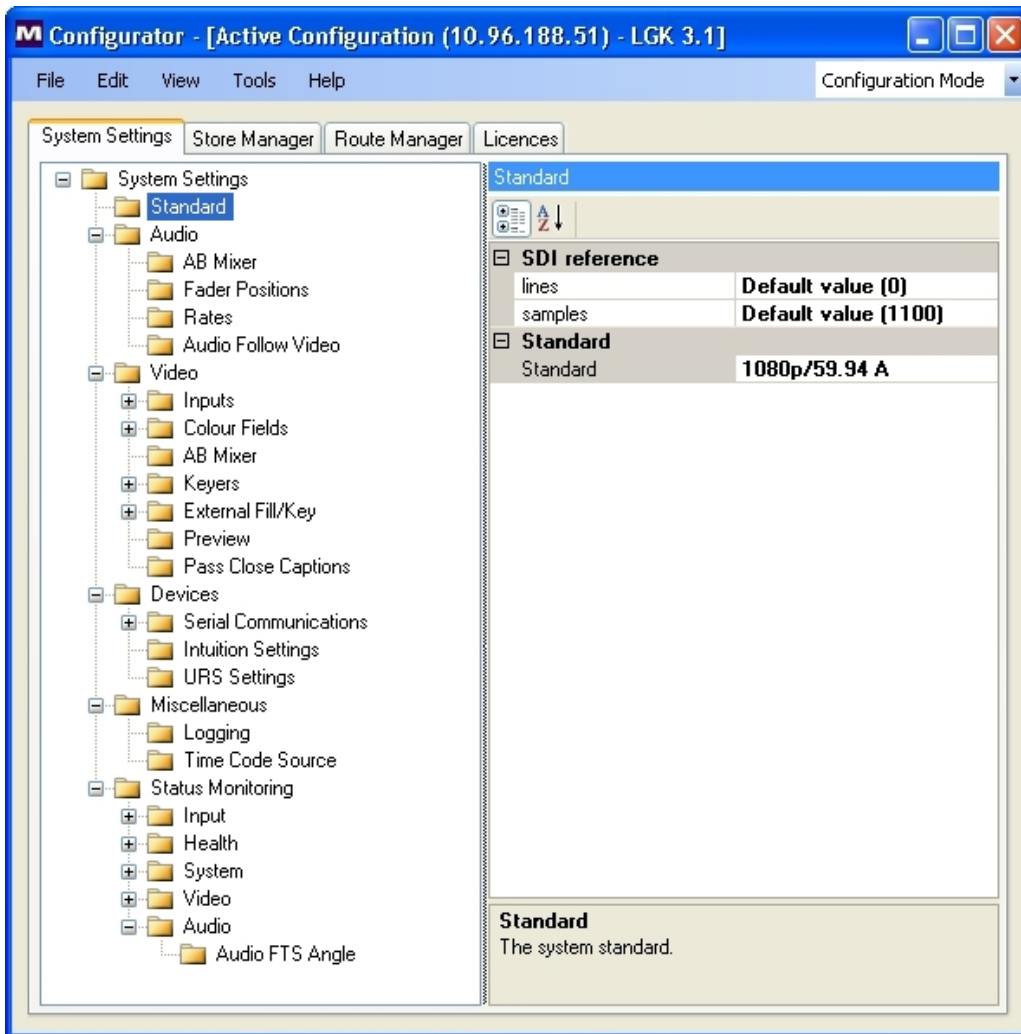 M Configurator - [Active Configuration (10.96.188.51) - LGK 3.1]
File Edit View Tools Help Configuration Mode
System Settings Store Manager Route Manager Licences
System Settings
Standard
Audio
AB Mixer
Fader Positions
Rates
Audio Follow Video
Video
Inputs
Colour Fields
AB Mixer
Keyers
External Fill/Key
Preview
Pass Close Captions
Devices
Serial Communications
Intuition Settings
URS Settings
Miscellaneous
Logging
Time Code Source
Status Monitoring
Input
Health
System
Video
Audio
Audio FTS Angle
Standard
A
Z
SDI reference
lines Default value (0)
samples Default value (1100)
Standard
Standard 1080p/59.94 A
Standard
The system standard.